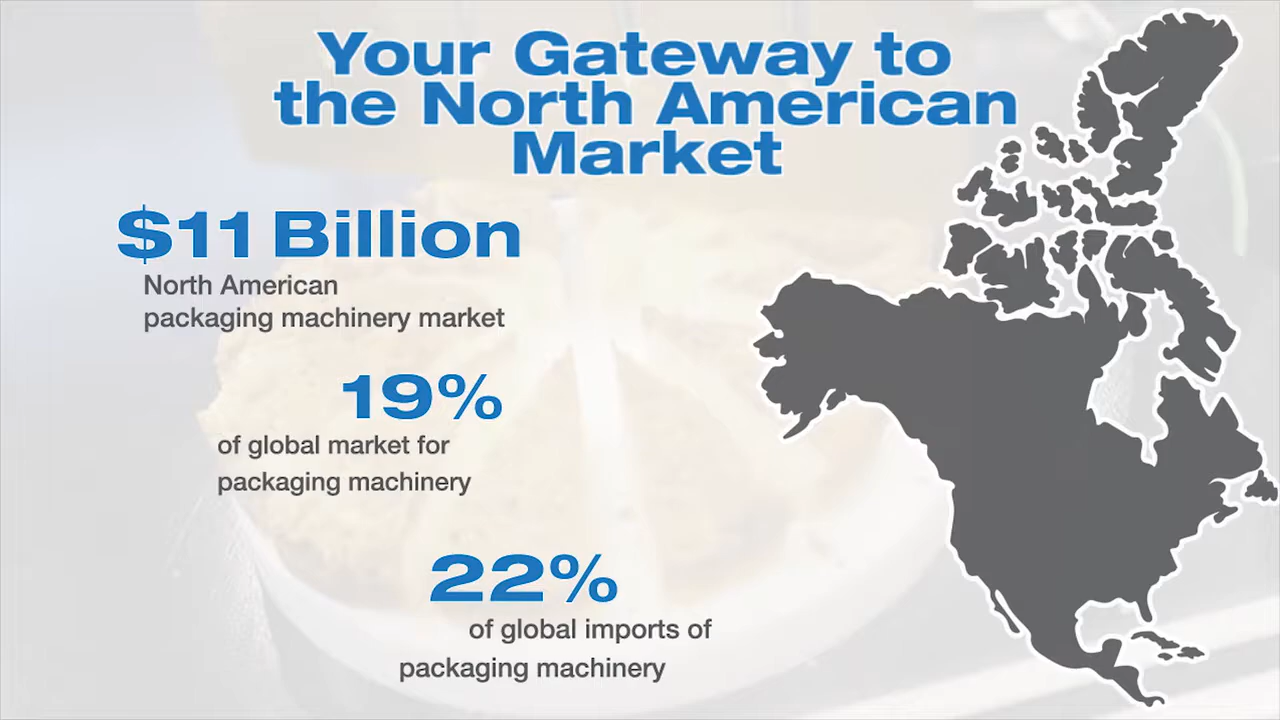 Your Gateway to
the North American
Market
$11 Billion
North American
packaging machinery market
19%
of global market for
packaging machinery
22%
of global imports of
packaging machinery